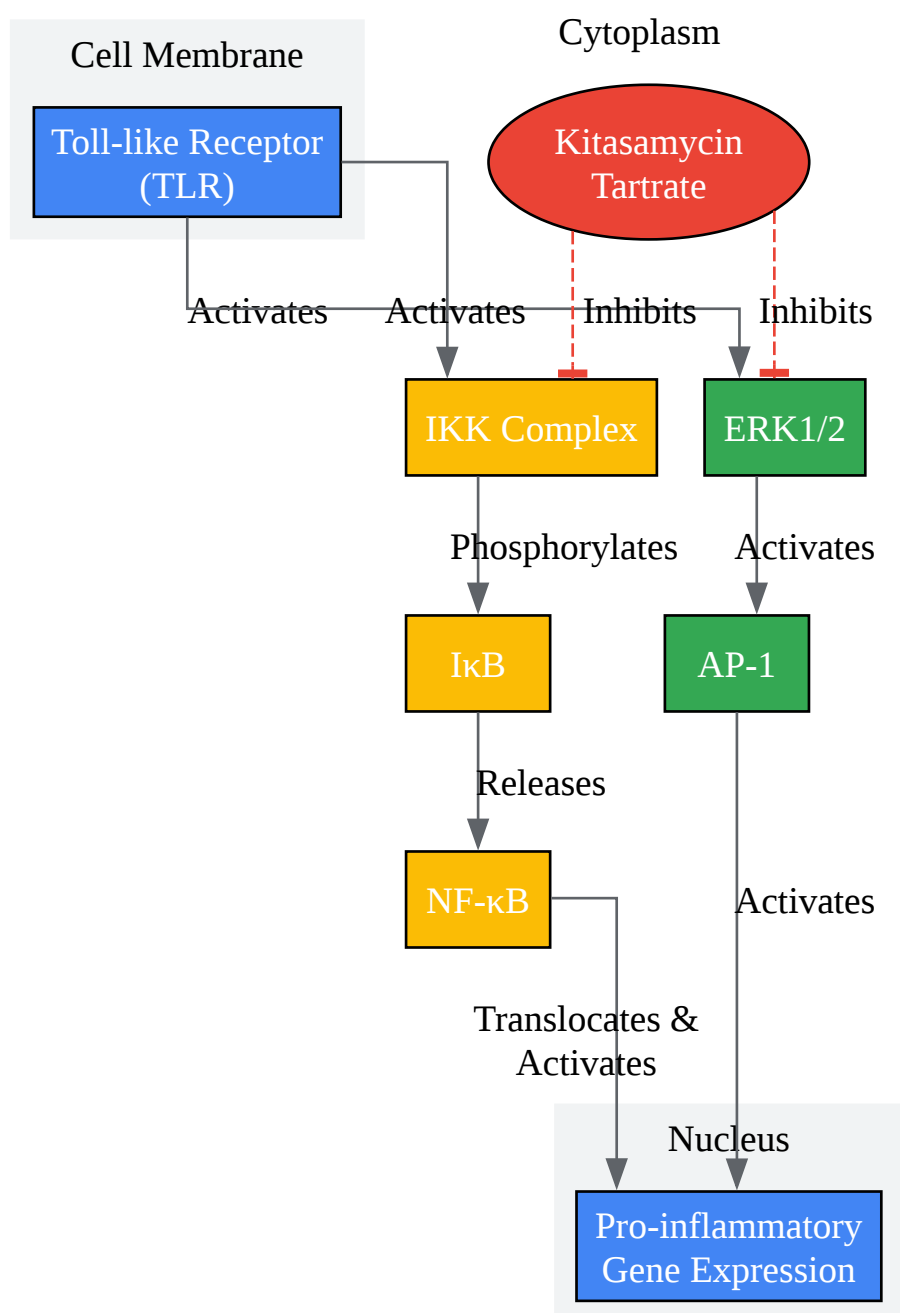 Cell Membrane
Cytoplasm
Toll-like Receptor
(TLR)
Kitasamycin
Tartrate
Activates
Activates
Inhibits
Inhibits
IKK Complex
ERK1/2
Phosphorylates
Activates
IκB
AP-1
Releases
NF-κB
Activates
Translocates &
Activates
Nucleus
Pro-inflammatory
Gene Expression